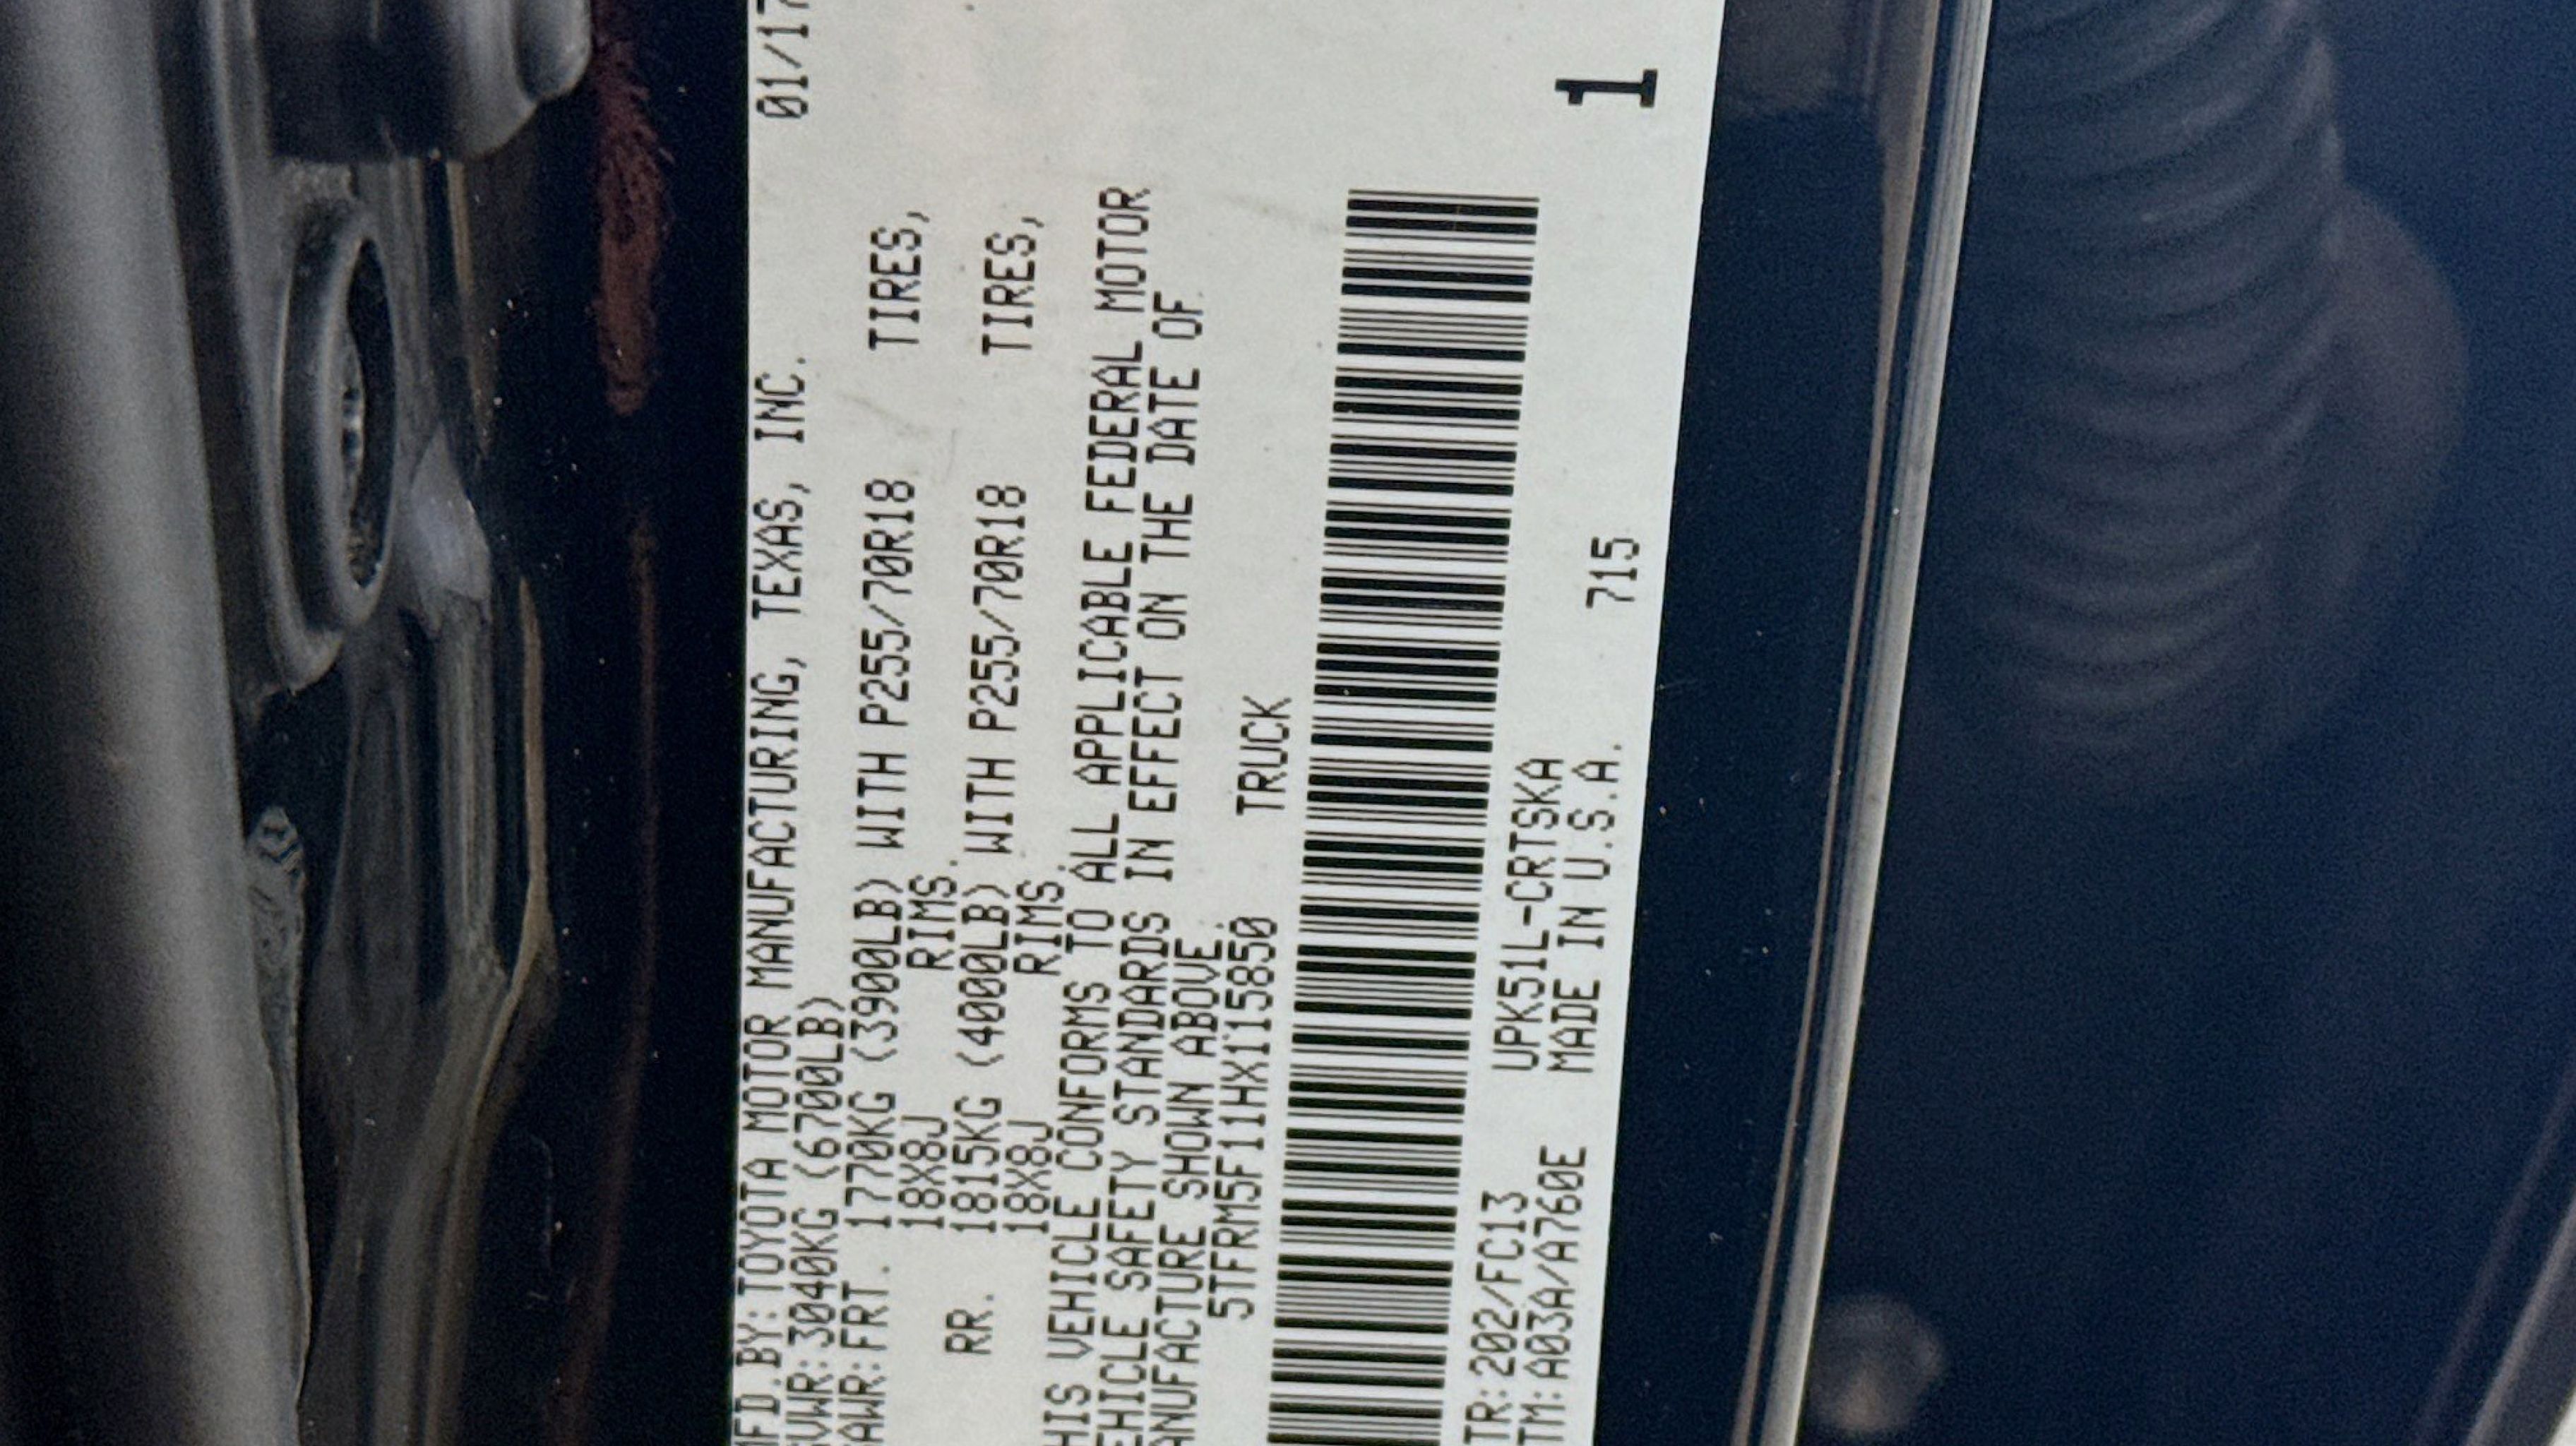 MFD.BY:TOYOTA MOTOR MANUFACTURING, TEXAS, INC. 01/17
GVWR:3040KG (6700LB)
GAWR:FRT. 1770KG (3900LB) WITH P255/70R18 TIRES,
18X8J RIMS.
RR. 1815KG (4000LB) WITH P255/70R18 TIRES,
18X8J RIMS.
HIS VEHICLE CONFORMS TO ALL APPLICABLE FEDERAL MOTOR
EHICLE SAFETY STANDARDS IN EFFECT ON THE DATE OF
ANUFACTURE SHOWN ABOVE.
5TFRM5F11HX115850 TRUCK
TR:202/FC13 UPK51L-CRTSKA
TM:A03A/A760E MADE IN U.S.A. 715
1